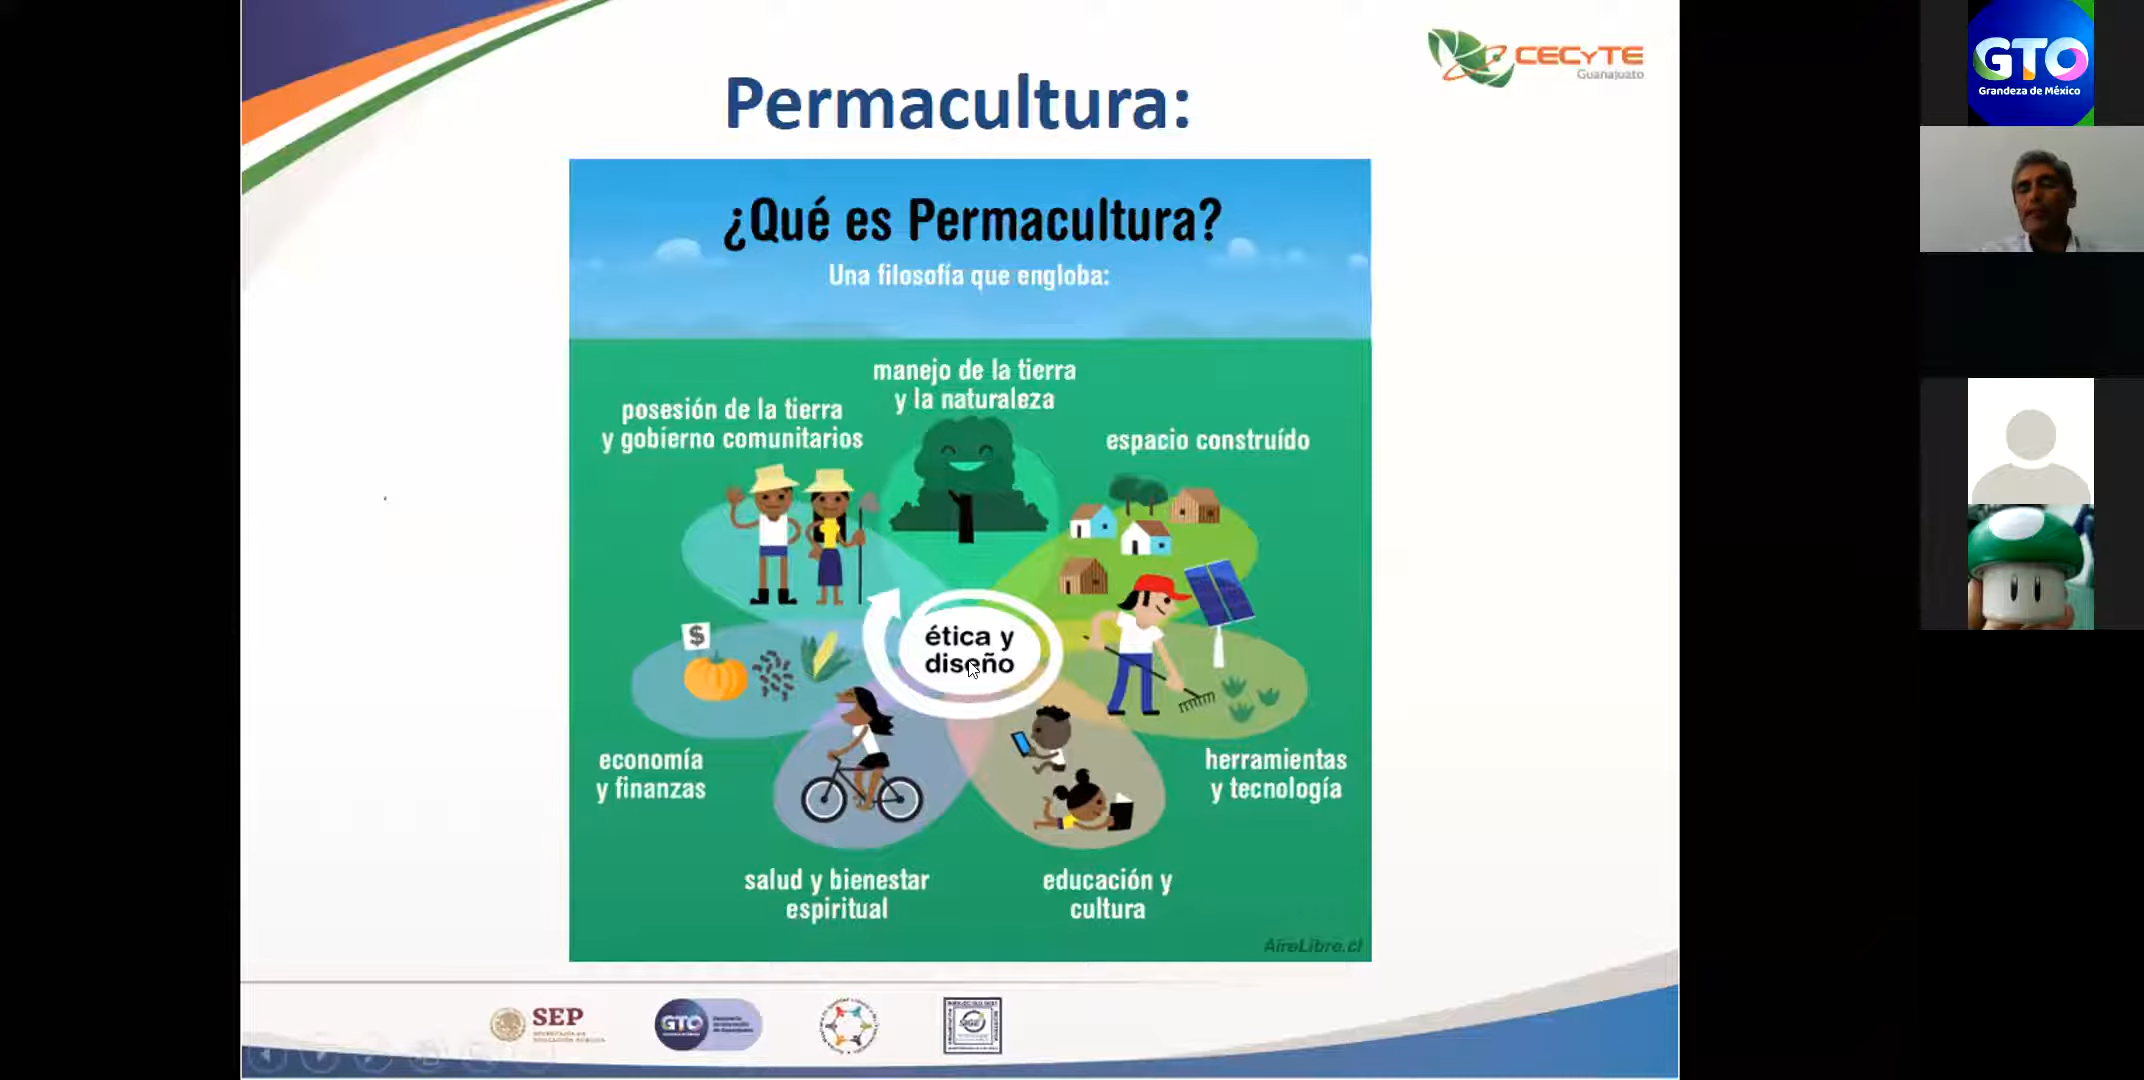 CECyTE
Guanajuato
Permacultura:
¿Qué es Permacultura?
Una filosofía que engloba:
manejo de la tierra
y la naturaleza
posesión de la tierra
y gobierno comunitarios
espacio construído
$
ética y
diseño
economía
y finanzas
herramientas
y tecnología
salud y bienestar
espiritual
educación y
cultura
AireLibre.cl
SEP
GTO
SIGE
GTO
Grandeza de México